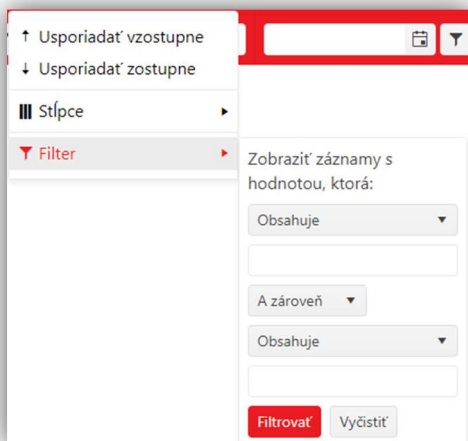 Usporiadať vzostupne
Usporiadať zostupne
Stĺpce
Filter
Zobraziť záznamy s
hodnotou, ktorá:
Obsahuje
A zároveň
Obsahuje
Filtrovať Vyčistiť